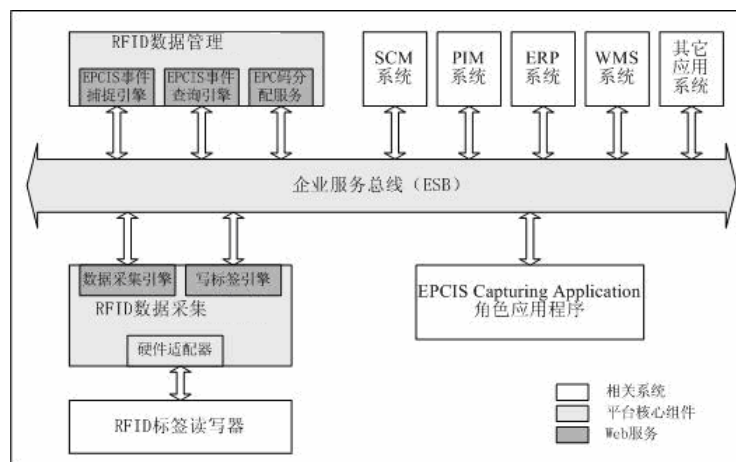 RFID数据管理
EPCIS事件
捕捉引擎
EPCIS事件
查询引擎
EPC码分
配服务
SCM
系统
PIM
系统
ERP
系统
WMS
系统
其它
应用
系统
企业服务总线（ESB）
数据采集引擎
写标签引擎
RFID数据采集
硬件适配器
EPCIS Capturing Application
角色应用程序
RFID标签读写器
相关系统
平台核心组件
Web服务